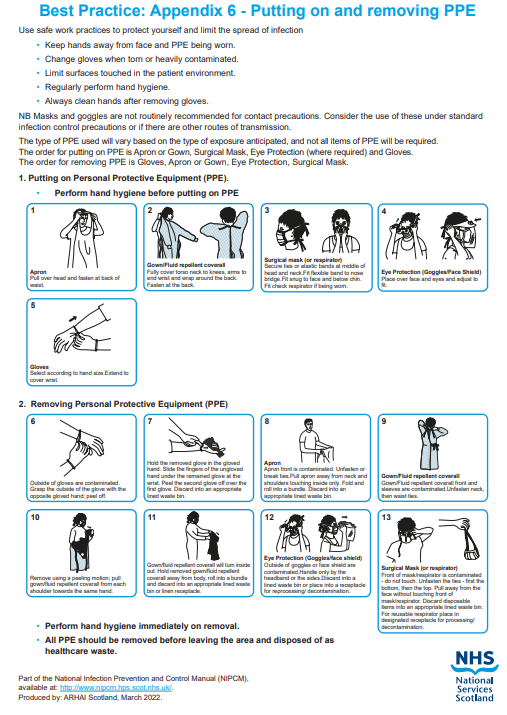 Best Practice: Appendix 6 - Putting on and removing PPE
Use safe work practices to protect yourself and limit the spread of infection
• Keep hands away from face and PPE being worn.
• Change gloves when torn or heavily contaminated.
• Limit surfaces touched in the patient environment.
• Regularly perform hand hygiene.
• Always clean hands after removing gloves.
NB Masks and goggles are not routinely recommended for contact precautions. Consider the use of these under standard
infection control precautions or if there are other routes of transmission.
The type of PPE used will vary based on the type of exposure anticipated, and not all items of PPE will be required.
The order for putting on PPE is Apron or Gown, Surgical Mask, Eye Protection (where required) and Gloves.
The order for removing PPE is Gloves, Apron or Gown, Eye Protection, Surgical Mask.
1. Putting on Personal Protective Equipment (PPE).
• Perform hand hygiene before putting on PPE
1
Apron
Pull over head and fasten at back of
waist.
2
Gown/Fluid repellent coverall
Fully cover torso neck to knees, arms to
end wrist and wrap around the back.
Fasten at the back.
3
Surgical mask (or respirator)
Secure ties or elastic bands at middle of
head and neck.Fit flexible band to nose
bridge.Fit snug to face and below chin.
Fit check respirator if being worn.
4
Eye Protection (Goggles/Face Shield)
Place over face and eyes and adjust to
fit.
5
Gloves
Select according to hand size.Extend to
cover wrist.
2. Removing Personal Protective Equipment (PPE)
6
Outside of gloves are contaminated.
Grasp the outside of the glove with the
opposite gloved hand; peel off.
7
Hold the removed glove in the gloved
hand. Slide the fingers of the ungloved
hand under the remained glove at the
wrist. Peel the second glove off over the
first glove. Discard into an appropriate
lined waste bin.
8
Apron
Apron front is contaminated. Unfasten or
break ties.Pull apron away from neck and
shoulders touching inside only. Fold and
roll into a bundle. Discard into an
appropriate lined waste bin.
9
Gown/Fluid repellent coverall
Gown/Fluid repellent coverall front and
sleeves are contaminated.Unfasten neck,
then waist ties.
10
Remove using a peeling motion; pull
gown/fluid repellent coverall from each
shoulder towards the same hand.
11
Gown/fluid repellent coverall will turn inside
out. Hold removed gown/fluid repellent
coverall away from body, roll into a bundle
and discard into an appropriate lined waste
bin or linen receptacle.
12
Eye Protection (Goggles/face shield)
Outside of goggles or face shield are
contaminated.Handle only by the
headband or the sides.Discard into a
lined waste bin or place into a receptacle
for reprocessing/ decontamination.
13
Surgical Mask (or respirator)
Front of mask/respirator is contaminated
- do not touch. Unfasten the ties - first the
bottom, then the top. Pull away from the
face without touching front of
mask/respirator. Discard disposable
items into an appropriate lined waste bin.
For reusable respirator place in
designated receptacle for processing/
decontamination.
• Perform hand hygiene immediately on removal.
• All PPE should be removed before leaving the area and disposed of as
healthcare waste.
Part of the National Infection Prevention and Control Manual (NIPCM),
available at: http://www.nipcm.hps.scot.nhs.uk/.
Produced by: ARHAI Scotland, March 2022.
NHS
National
Services
Scotland